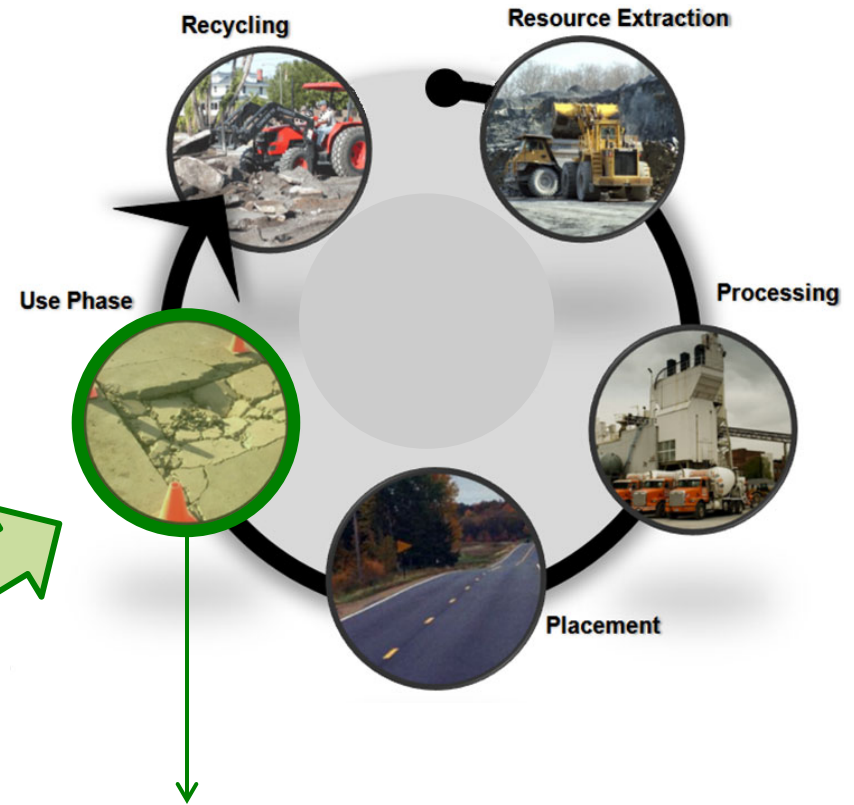 Recycling
Resource Extraction
Use Phase
Processing
Placement